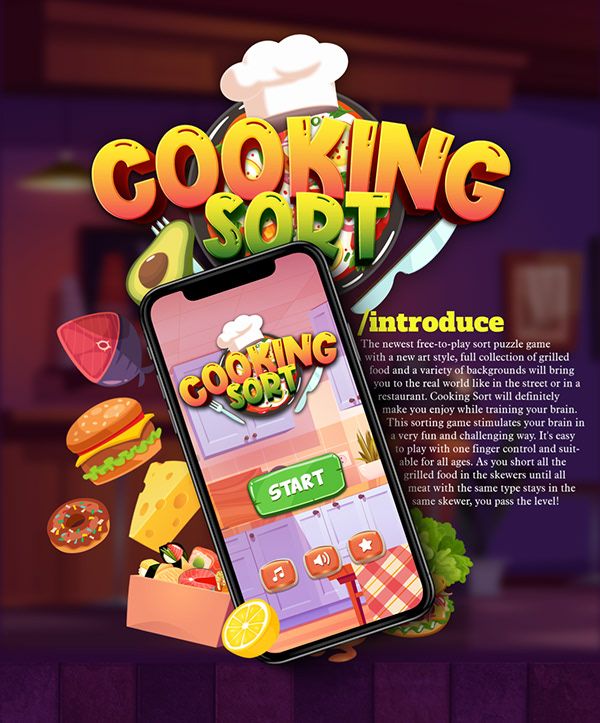 COOKING
SORT
COOKING
SORT
START
/introduce
The newest free-to-play sort puzzle game
with a new art style, full collection of grilled
food and a variety of backgrounds will bring
you to the real world like in the street or in a
restaurant. Cooking Sort will definitely
make you enjoy while training your brain.
This sorting game stimulates your brain in
a very fun and challenging way. It's easy
to play with one finger control and suit-
able for all ages. As you short all the
grilled food in the skewers until all
meat with the same type stays in the
same skewer, you pass the level!